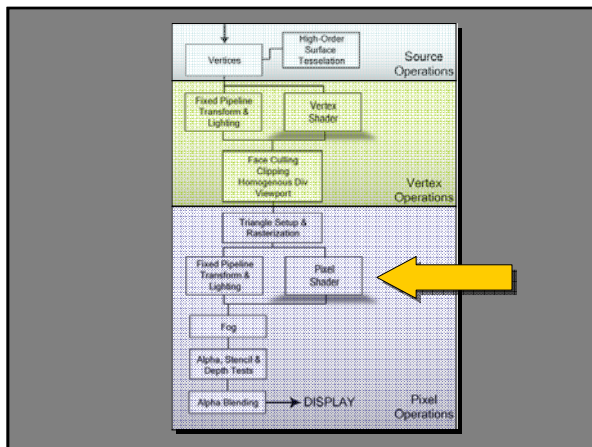 High-Order
Surface
Tesselation
Vertices
Source
Operations
Fixed Pipeline
Transform &
Lighting
Vertex
Shader
Face Culling
Clipping
Homogenous Div
Viewport
Vertex
Operations
Triangle Setup &
Rasterization
Fixed Pipeline
Transform &
Lighting
Pixel
Shader
Fog
Alpha, Stencil &
Depth Tests
Alpha Blending
DISPLAY
Pixel
Operations